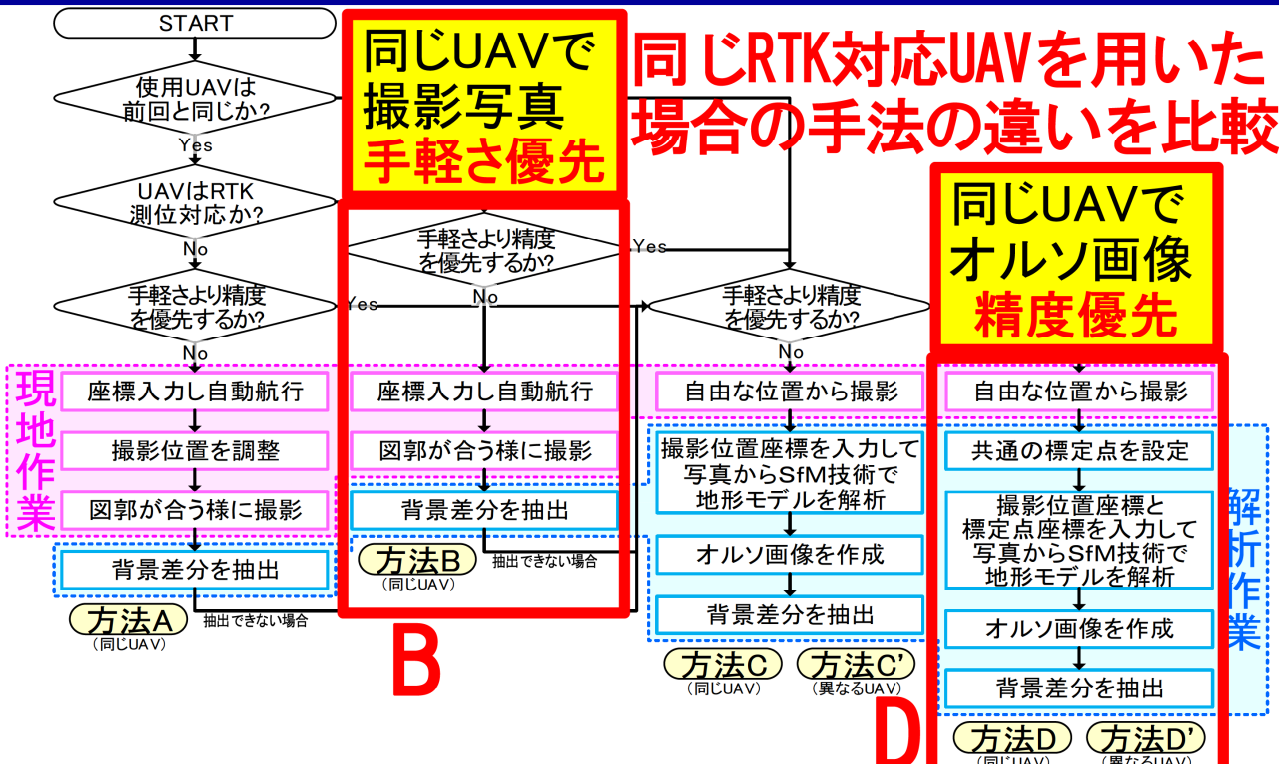 START
使用UAVは
前回と同じか?
Yes
UAVはRTK
測位対応か?
No
手軽さより精度
を優先するか?
Yes
No
同じUAVで
撮影写真
手軽さ優先
同じRTK対応UAVを用いた
場合の手法の違いを比較
手軽さより精度
を優先するか?
Yes
No
手軽さより精度
を優先するか?
No
同じUAVで
オルソ画像
精度優先
現地作業
座標入力し自動航行
撮影位置を調整
図郭が合う様に撮影
背景差分を抽出
方法A
(同じUAV)
抽出できない場合
座標入力し自動航行
図郭が合う様に撮影
背景差分を抽出
方法B
(同じUAV)
抽出できない場合
B
自由な位置から撮影
撮影位置座標を入力して
写真からSfM技術で
地形モデルを解析
オルソ画像を作成
背景差分を抽出
方法C
(同じUAV)
方法C'
(異なるUAV)
自由な位置から撮影
共通の標定点を設定
撮影位置座標と
標定点座標を入力して
写真からSfM技術で
地形モデルを解析
オルソ画像を作成
背景差分を抽出
解析作業
D
方法D
(同じUAV)
方法D'
(異なるUAV)